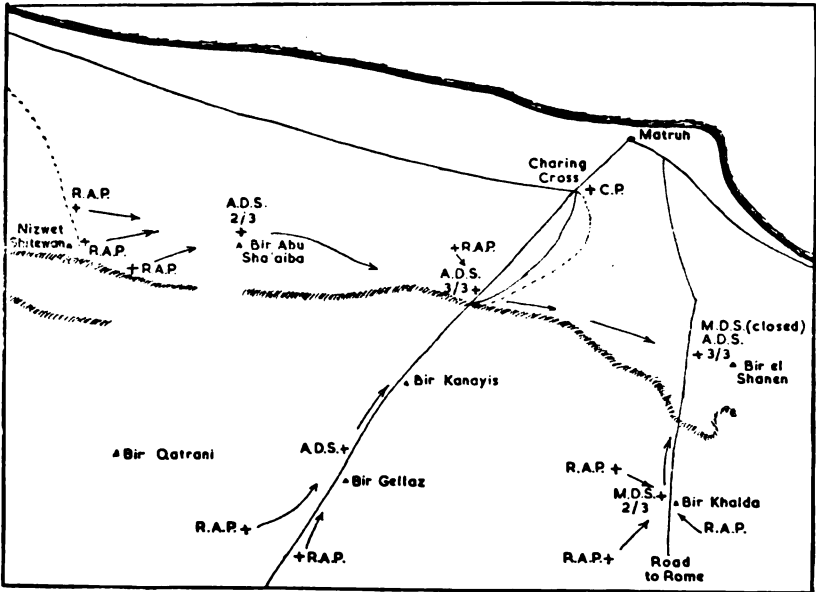 Matruh
Charing
Cross
C.P.
R.A.P.
A.D.S.
2/3
Nizwet
Shitewan
R.A.P.
Bir Abu
Sha'aiba
R.A.P.
R.A.P.
A.D.S.
3/3
M.D.S.(closed)
A.D.S.
3/3
Bir el
Shanen
Bir Kanayis
Bir Qatrani
A.D.S.
Bir Gellaz
R.A.P.
M.D.S.
2/3
Bir Khalda
R.A.P.
R.A.P.
R.A.P.
R.A.P.
Road
to Rome